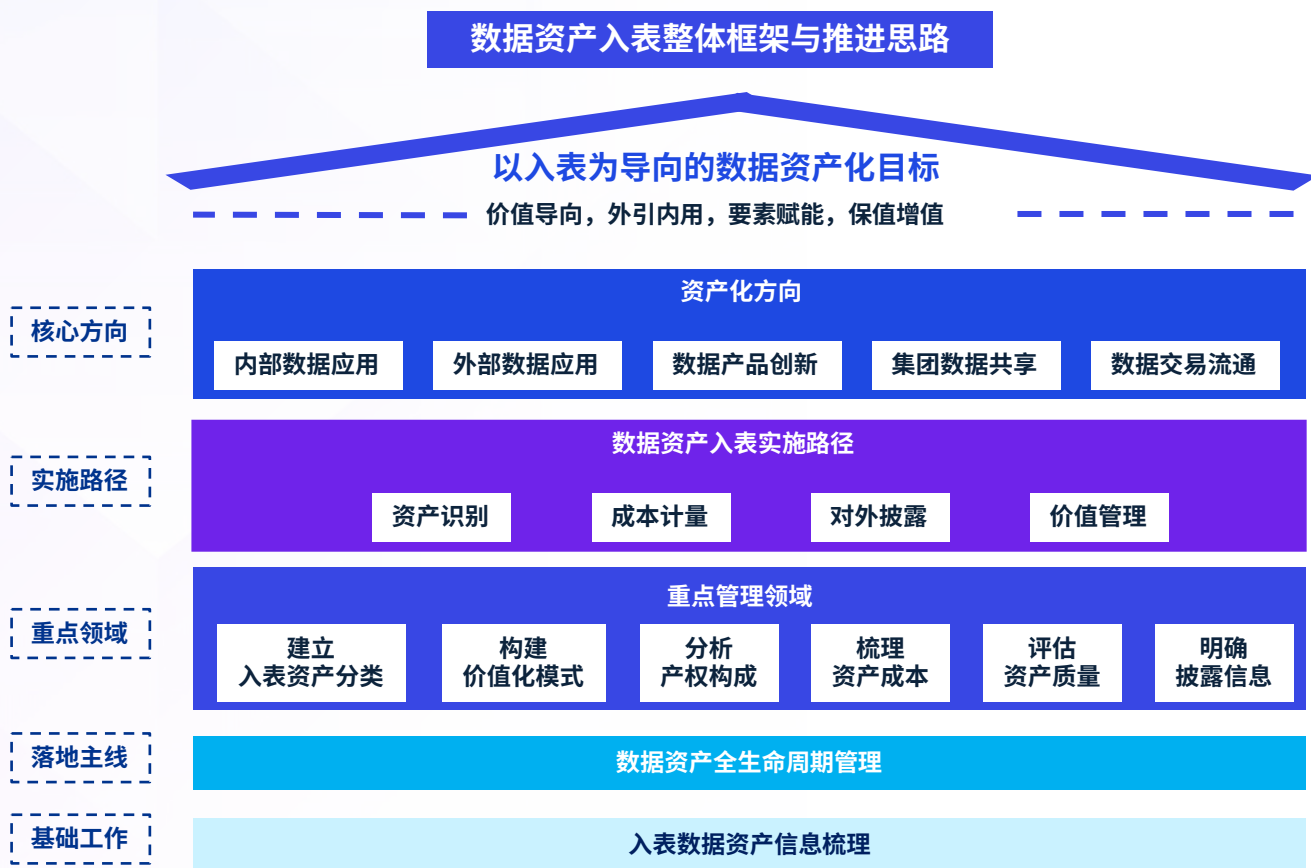 数据资产入表整体框架与推进思路
以入表为导向的数据资产化目标
价值导向，外引内用，要素赋能，保值增值
核心方向
资产化方向
内部数据应用
外部数据应用
数据产品创新
集团数据共享
数据交易流通
实施路径
数据资产入表实施路径
资产识别
成本计量
对外披露
价值管理
重点领域
重点管理领域
建立
入表资产分类
构建
价值化模式
分析
产权构成
梳理
资产成本
评估
资产质量
明确
披露信息
落地主线
数据资产全生命周期管理
基础工作
入表数据资产信息梳理